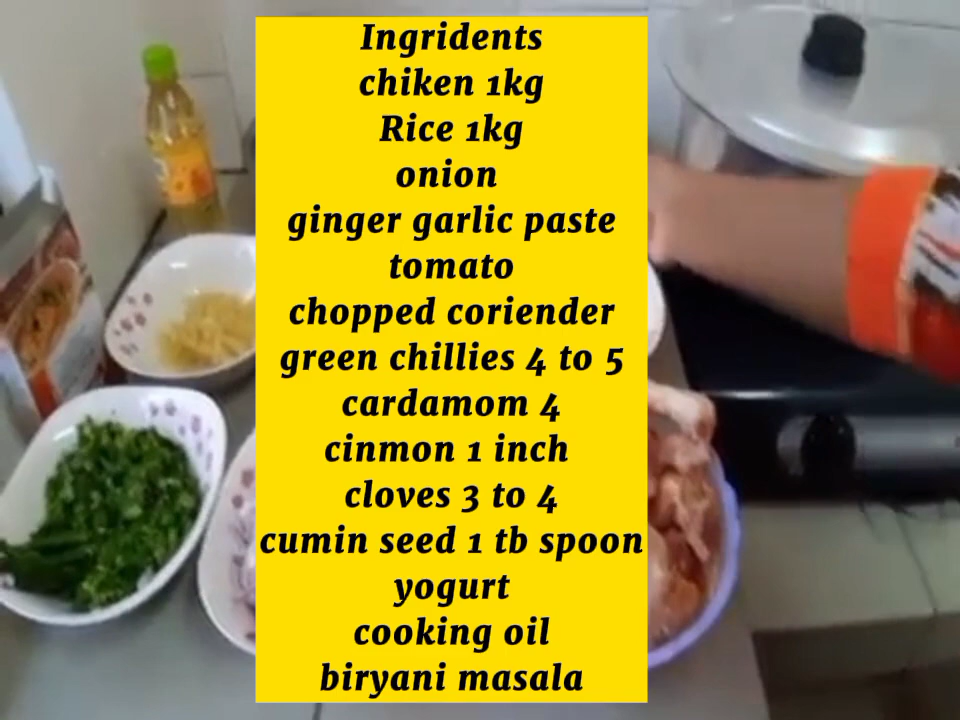 Ingridents
chiken 1kg
Rice 1kg
onion
ginger garlic paste
tomato
chopped coriender
green chillies 4 to 5
cardamom 4
cinmon 1 inch
cloves 3 to 4
cumin seed 1 tb spoon
yogurt
cooking oil
biryani masala